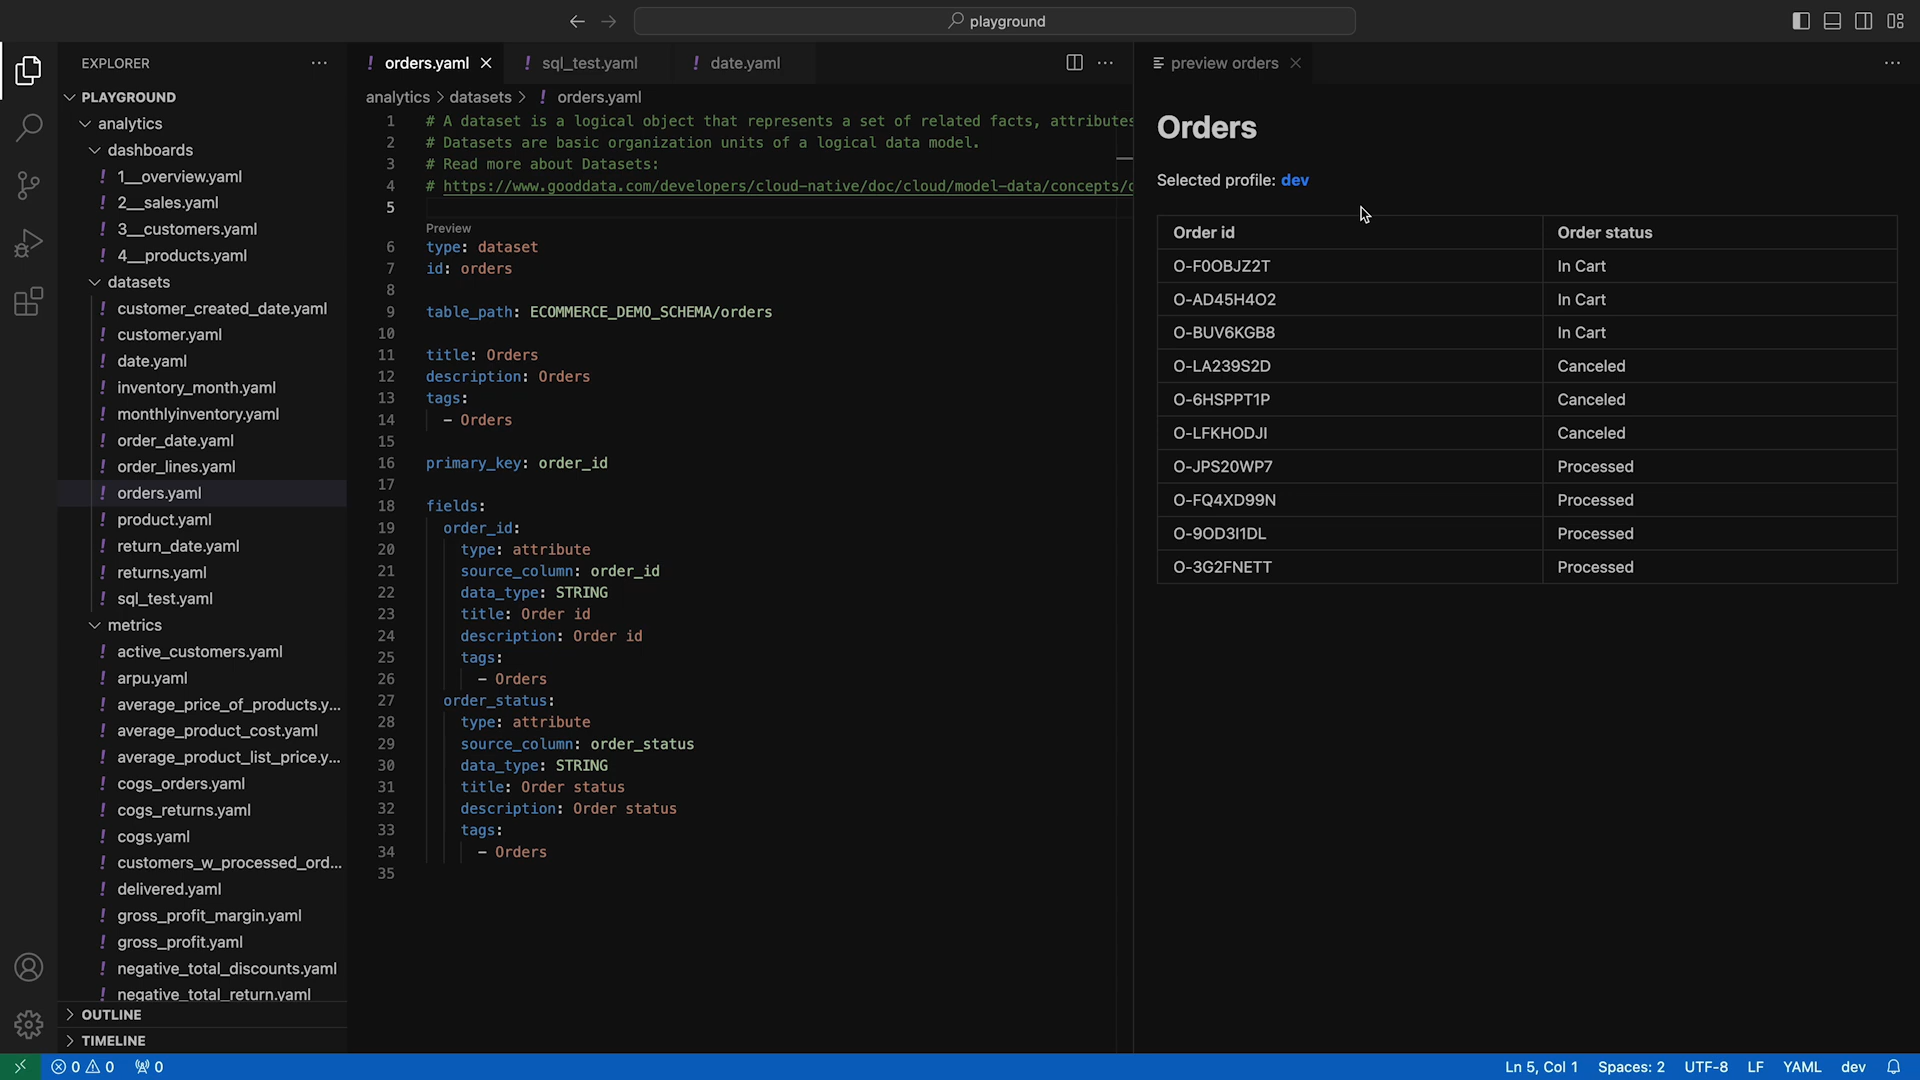 playground
EXPLORER
PLAYGROUND
analytics
dashboards
1__overview.yaml
2__sales.yaml
3__customers.yaml
4__products.yaml
datasets
customer_created_date.yaml
customer.yaml
date.yaml
inventory_month.yaml
monthlyinventory.yaml
order_date.yaml
order_lines.yaml
orders.yaml
product.yaml
return_date.yaml
returns.yaml
sql_test.yaml
metrics
active_customers.yaml
arpu.yaml
average_price_of_products.y...
average_product_cost.yaml
average_product_list_price.y...
cogs_orders.yaml
cogs_returns.yaml
cogs.yaml
customers_w_processed_ord...
delivered.yaml
gross_profit_margin.yaml
gross_profit.yaml
negative_total_discounts.yaml
negative_total_return.yaml
OUTLINE
TIMELINE
orders.yaml
sql_test.yaml
date.yaml
analytics > datasets > ! orders.yaml
1 # A dataset is a logical object that represents a set of related facts, attributes
2 # Datasets are basic organization units of a logical data model.
3 # Read more about Datasets:
4 # https://www.gooddata.com/developers/cloud-native/doc/cloud/model-data/concepts/
5
Preview
6 type: dataset
7 id: orders
8
9 table_path: ECOMMERCE_DEMO_SCHEMA/orders
10
11 title: Orders
12 description: Orders
13 tags:
14 - Orders
15
16 primary_key: order_id
17
18 fields:
19 order_id:
20 type: attribute
21 source_column: order_id
22 data_type: STRING
23 title: Order id
24 description: Order id
25 tags:
26 - Orders
27 order_status:
28 type: attribute
29 source_column: order_status
30 data_type: STRING
31 title: Order status
32 description: Order status
33 tags:
34 - Orders
35
preview orders
Orders
Selected profile: dev
Order id Order status
O-F0OBJZ2T In Cart
O-AD45H4O2 In Cart
O-BUV6KGB8 In Cart
O-LA239S2D Canceled
O-6HSPPT1P Canceled
O-LFKHODJI Canceled
O-JPS20WP7 Processed
O-FQ4XD99N Processed
O-9OD3I1DL Processed
O-3G2FNETT Processed
0 0 0
Ln 5, Col 1 Spaces: 2 UTF-8 LF YAML dev